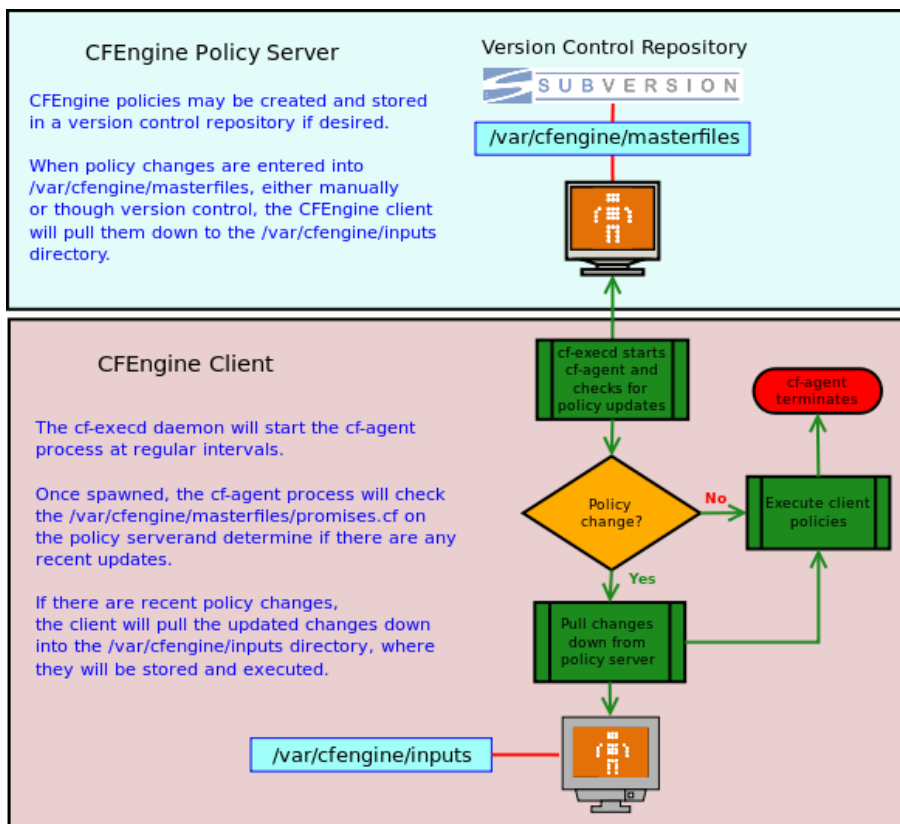 CFEngine Policy Server
CFEngine policies may be created and stored
in a version control repository if desired.
When policy changes are entered into
/var/cfengine/masterfiles, either manually
or though version control, the CFEngine client
will pull them down to the /var/cfengine/inputs
directory.
Version Control Repository
SUBVERSION
/var/cfengine/masterfiles
CFEngine Client
The cf-execd daemon will start the cf-agent
process at regular intervals.
Once spawned, the cf-agent process will check
the /var/cfengine/masterfiles/promises.cf on
the policy serverand determine if there are any
recent updates.
If there are recent policy changes,
the client will pull the updated changes down
into the /var/cfengine/inputs directory, where
they will be stored and executed.
cf-execd starts
cf-agent and
checks for
policy updates
cf-agent
terminates
Policy
change?
No
Execute client
policies
Yes
Pull changes
down from
policy server
/var/cfengine/inputs